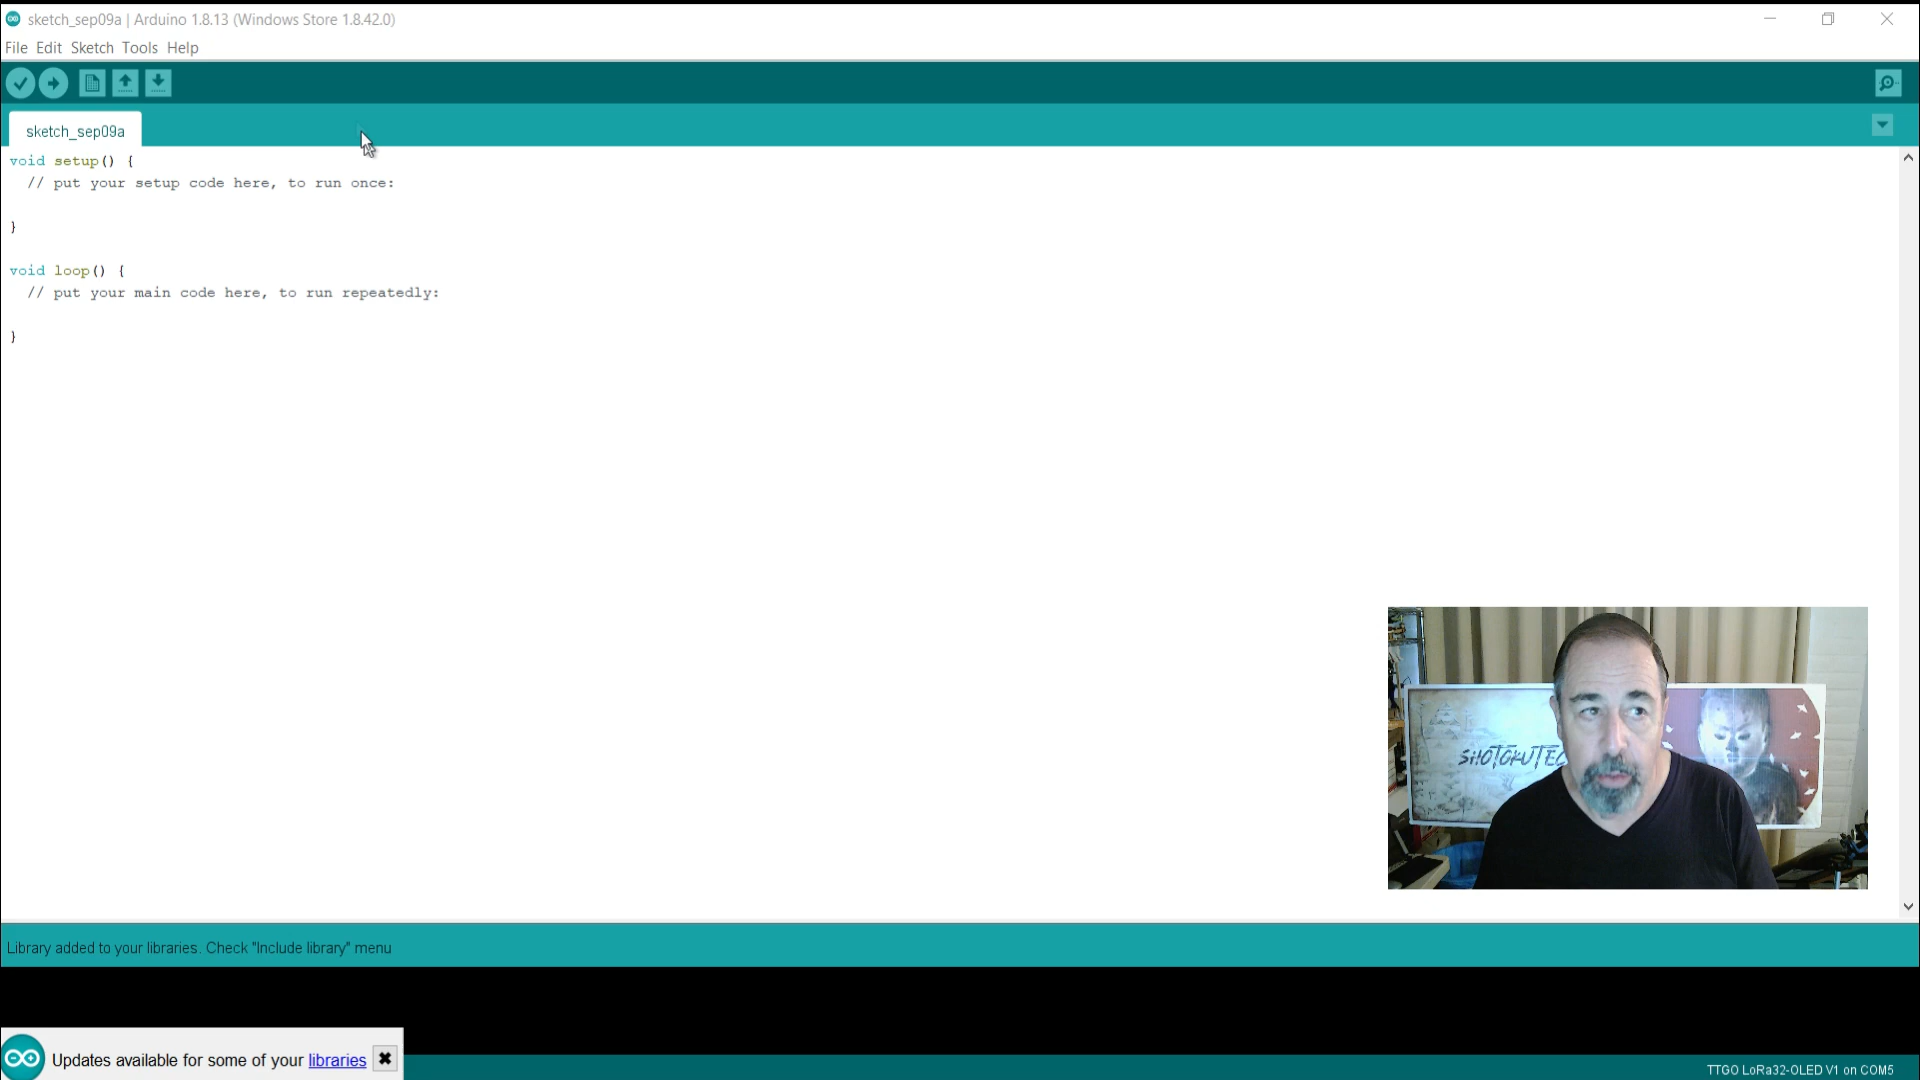 sketch_sep09a | Arduino 1.8.13 (Windows Store 1.8.42.0)
File Edit Sketch Tools Help
sketch_sep09a
void setup() {
// put your setup code here, to run once:
}
void loop() {
// put your main code here, to run repeatedly:
}
SHOTOKUTEC
Library added to your libraries. Check "Include library" menu
Updates available for some of your libraries
TTGO LoRa32-OLED V1 on COM5